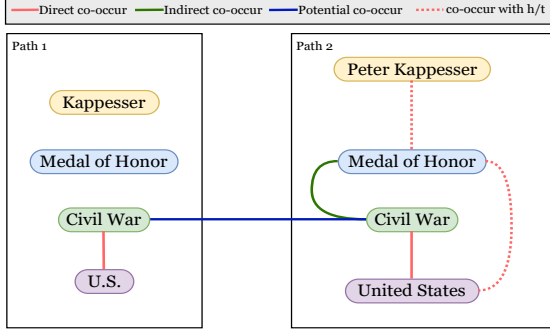 Direct co-occur Indirect co-occur Potential co-occur co-occur with h/t
Path 1
Kappesser
Medal of Honor
Civil War
U.S.
Path 2
Peter Kappesser
Medal of Honor
Civil War
United States